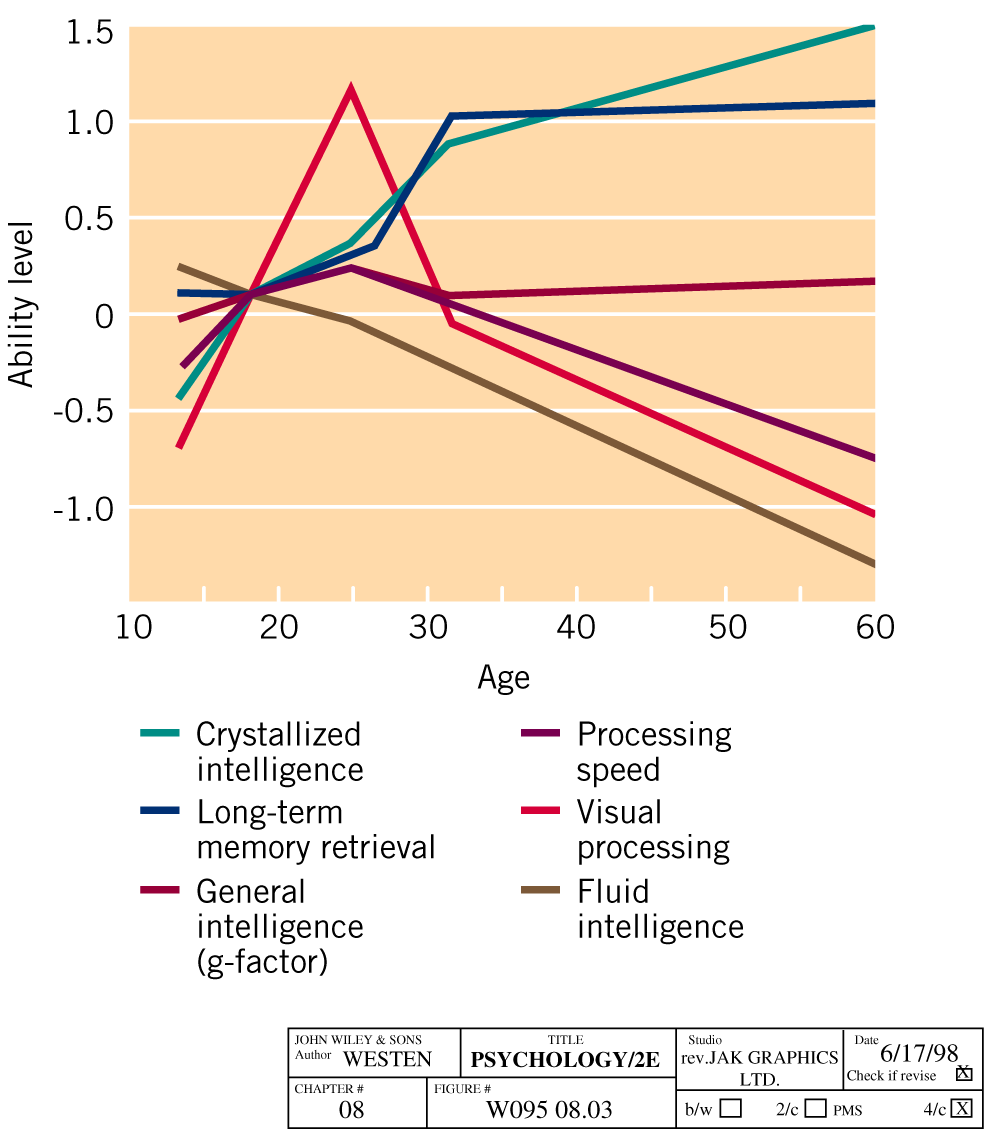 1.5
1.0
0.5
0
-0.5
-1.0
Ability level
10 20 30 40 50 60
Age
Crystallized
intelligence
Long-term
memory retrieval
General
intelligence
(g-factor)
Processing
speed
Visual
processing
Fluid
intelligence
JOHN WILEY & SONS
Author WESTEN
TITLE
PSYCHOLOGY/2E
Studio
rev.JAK GRAPHICS
LTD.
Date
6/17/98
Check if revise X
CHAPTER #
08
FIGURE #
W095 08.03
b/w 2/c PMS 4/c X